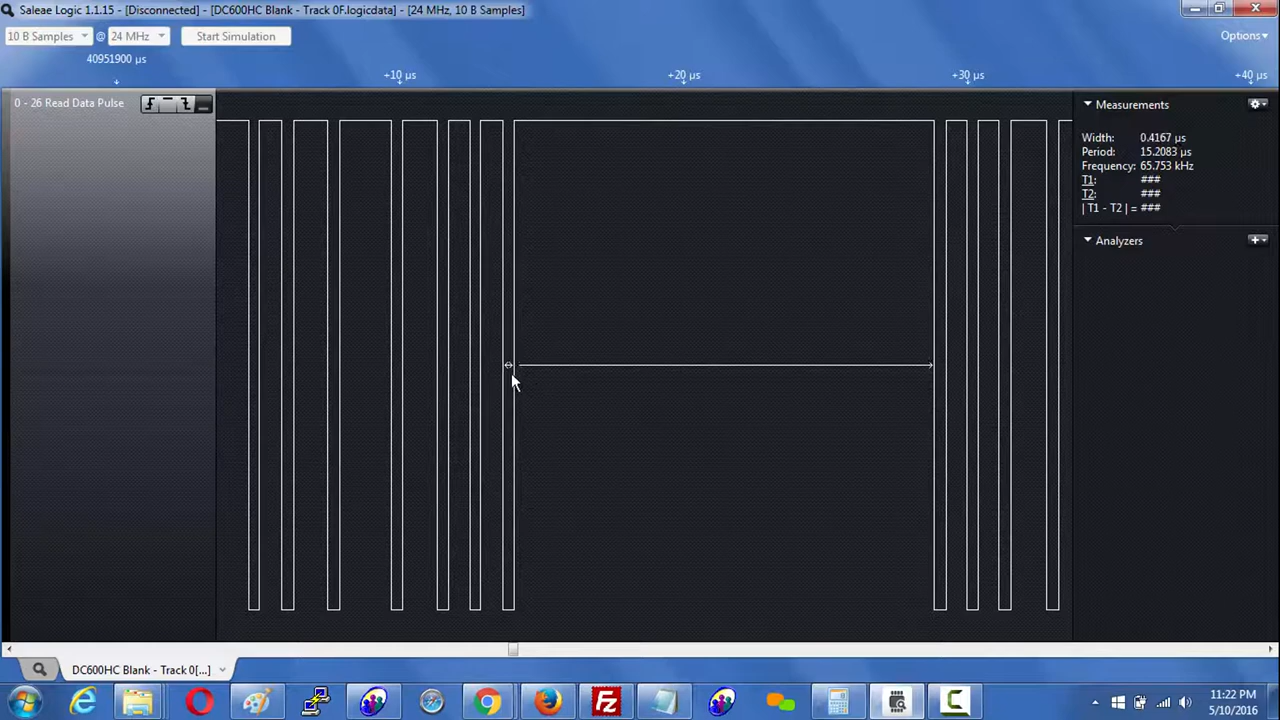 Saleae Logic 1.1.15 - [Disconnected] - [DC600HC Blank - Track 0F.logicdata] - [24 MHz, 10 B Samples]
10 B Samples @ 24 MHz Start Simulation Options
40951900 µs
+10 µs +20 µs +30 µs +40 µs
0 - 26 Read Data Pulse
Measurements
Width: 0.4167 µs
Period: 15.2083 µs
Frequency: 65.753 kHz
T1: ###
T2: ###
| T1 - T2 | = ###
Analyzers
DC600HC Blank - Track 0[...]
11:22 PM
5/10/2016